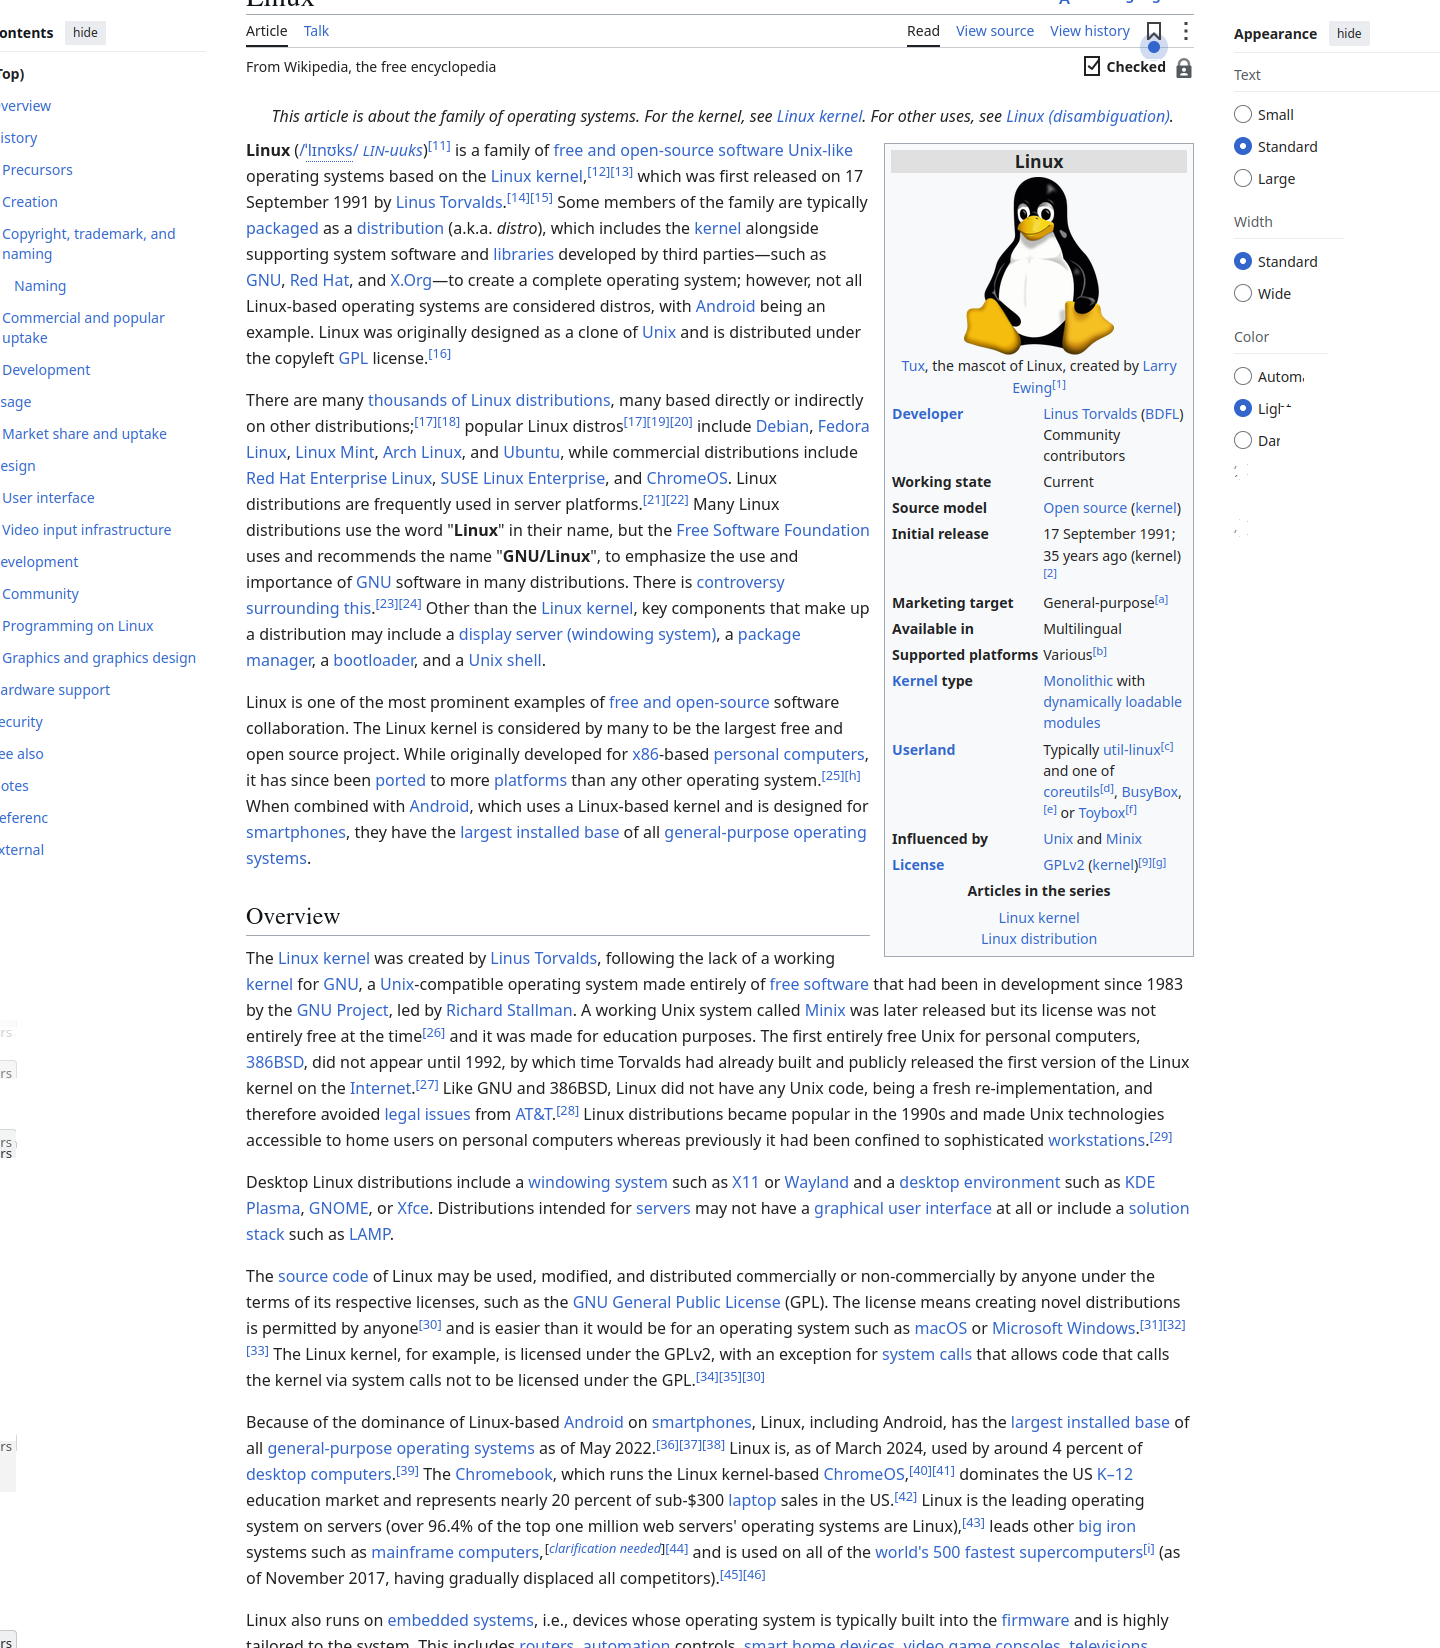 Linux
Article Talk Read View source View history
From Wikipedia, the free encyclopedia
Checked
This article is about the family of operating systems. For the kernel, see Linux kernel. For other uses, see Linux (disambiguation).
Linux (/ˈlɪnʊks/ LIN-uuks)[11] is a family of free and open-source software Unix-like
operating systems based on the Linux kernel,[12][13] which was first released on 17
September 1991 by Linus Torvalds.[14][15] Some members of the family are typically
packaged as a distribution (a.k.a. distro), which includes the kernel alongside
supporting system software and libraries developed by third parties—such as
GNU, Red Hat, and X.Org—to create a complete operating system; however, not all
Linux-based operating systems are considered distros, with Android being an
example. Linux was originally designed as a clone of Unix and is distributed under
the copyleft GPL license.[16]
There are many thousands of Linux distributions, many based directly or indirectly
on other distributions;[17][18] popular Linux distros[17][19][20] include Debian, Fedora
Linux, Linux Mint, Arch Linux, and Ubuntu, while commercial distributions include
Red Hat Enterprise Linux, SUSE Linux Enterprise, and ChromeOS. Linux
distributions are frequently used in server platforms.[21][22] Many Linux
distributions use the word "Linux" in their name, but the Free Software Foundation
uses and recommends the name "GNU/Linux", to emphasize the use and
importance of GNU software in many distributions. There is controversy
surrounding this.[23][24] Other than the Linux kernel, key components that make up
a distribution may include a display server (windowing system), a package
manager, a bootloader, and a Unix shell.
Linux is one of the most prominent examples of free and open-source software
collaboration. The Linux kernel is considered by many to be the largest free and
open source project. While originally developed for x86-based personal computers,
it has since been ported to more platforms than any other operating system.[25][h]
When combined with Android, which uses a Linux-based kernel and is designed for
smartphones, they have the largest installed base of all general-purpose operating
systems.
Linux
Tux, the mascot of Linux, created by Larry
Ewing[1]
Developer Linus Torvalds (BDFL)
Community
contributors
Working state Current
Source model Open source (kernel)
Initial release 17 September 1991;
35 years ago (kernel)
[2]
Marketing target General-purpose[a]
Available in Multilingual
Supported platforms Various[b]
Kernel type Monolithic with
dynamically loadable
modules
Userland Typically util-linux[c]
and one of
coreutils[d], BusyBox,
[e] or Toybox[f]
Influenced by Unix and Minix
License GPLv2 (kernel)[9][g]
Articles in the series
Linux kernel
Linux distribution
Overview
The Linux kernel was created by Linus Torvalds, following the lack of a working
kernel for GNU, a Unix-compatible operating system made entirely of free software that had been in development since 1983
by the GNU Project, led by Richard Stallman. A working Unix system called Minix was later released but its license was not
entirely free at the time[26] and it was made for education purposes. The first entirely free Unix for personal computers,
386BSD, did not appear until 1992, by which time Torvalds had already built and publicly released the first version of the Linux
kernel on the Internet.[27] Like GNU and 386BSD, Linux did not have any Unix code, being a fresh re-implementation, and
therefore avoided legal issues from AT&T.[28] Linux distributions became popular in the 1990s and made Unix technologies
accessible to home users on personal computers whereas previously it had been confined to sophisticated workstations.[29]
Desktop Linux distributions include a windowing system such as X11 or Wayland and a desktop environment such as KDE
Plasma, GNOME, or Xfce. Distributions intended for servers may not have a graphical user interface at all or include a solution
stack such as LAMP.
The source code of Linux may be used, modified, and distributed commercially or non-commercially by anyone under the
terms of its respective licenses, such as the GNU General Public License (GPL). The license means creating novel distributions
is permitted by anyone[30] and is easier than it would be for an operating system such as macOS or Microsoft Windows.[31][32]
[33] The Linux kernel, for example, is licensed under the GPLv2, with an exception for system calls that allows code that calls
the kernel via system calls not to be licensed under the GPL.[34][35][30]
Because of the dominance of Linux-based Android on smartphones, Linux, including Android, has the largest installed base of
all general-purpose operating systems as of May 2022.[36][37][38] Linux is, as of March 2024, used by around 4 percent of
desktop computers.[39] The Chromebook, which runs the Linux kernel-based ChromeOS,[40][41] dominates the US K–12
education market and represents nearly 20 percent of sub-$300 laptop sales in the US.[42] Linux is the leading operating
system on servers (over 96.4% of the top one million web servers' operating systems are Linux),[43] leads other big iron
systems such as mainframe computers,[clarification needed][44] and is used on all of the world's 500 fastest supercomputers[i] (as
of November 2017, having gradually displaced all competitors).[45][46]
Linux also runs on embedded systems, i.e., devices whose operating system is typically built into the firmware and is highly
tailored to the system. This includes routers, automation controls, smart home devices, video game consoles, televisions
ontents hide
Top)
verview
istory
Precursors
Creation
Copyright, trademark, and
naming
Naming
Commercial and popular
uptake
Development
sage
Market share and uptake
esign
User interface
Video input infrastructure
evelopment
Community
Programming on Linux
Graphics and graphics design
ardware support
ecurity
ee also
otes
eferenc
xternal
rs
rs
rs
rs
rs
rs
Appearance hide
Text
Small
Standard
Large
Width
Standard
Wide
Color
Autom
Ligh
Dar